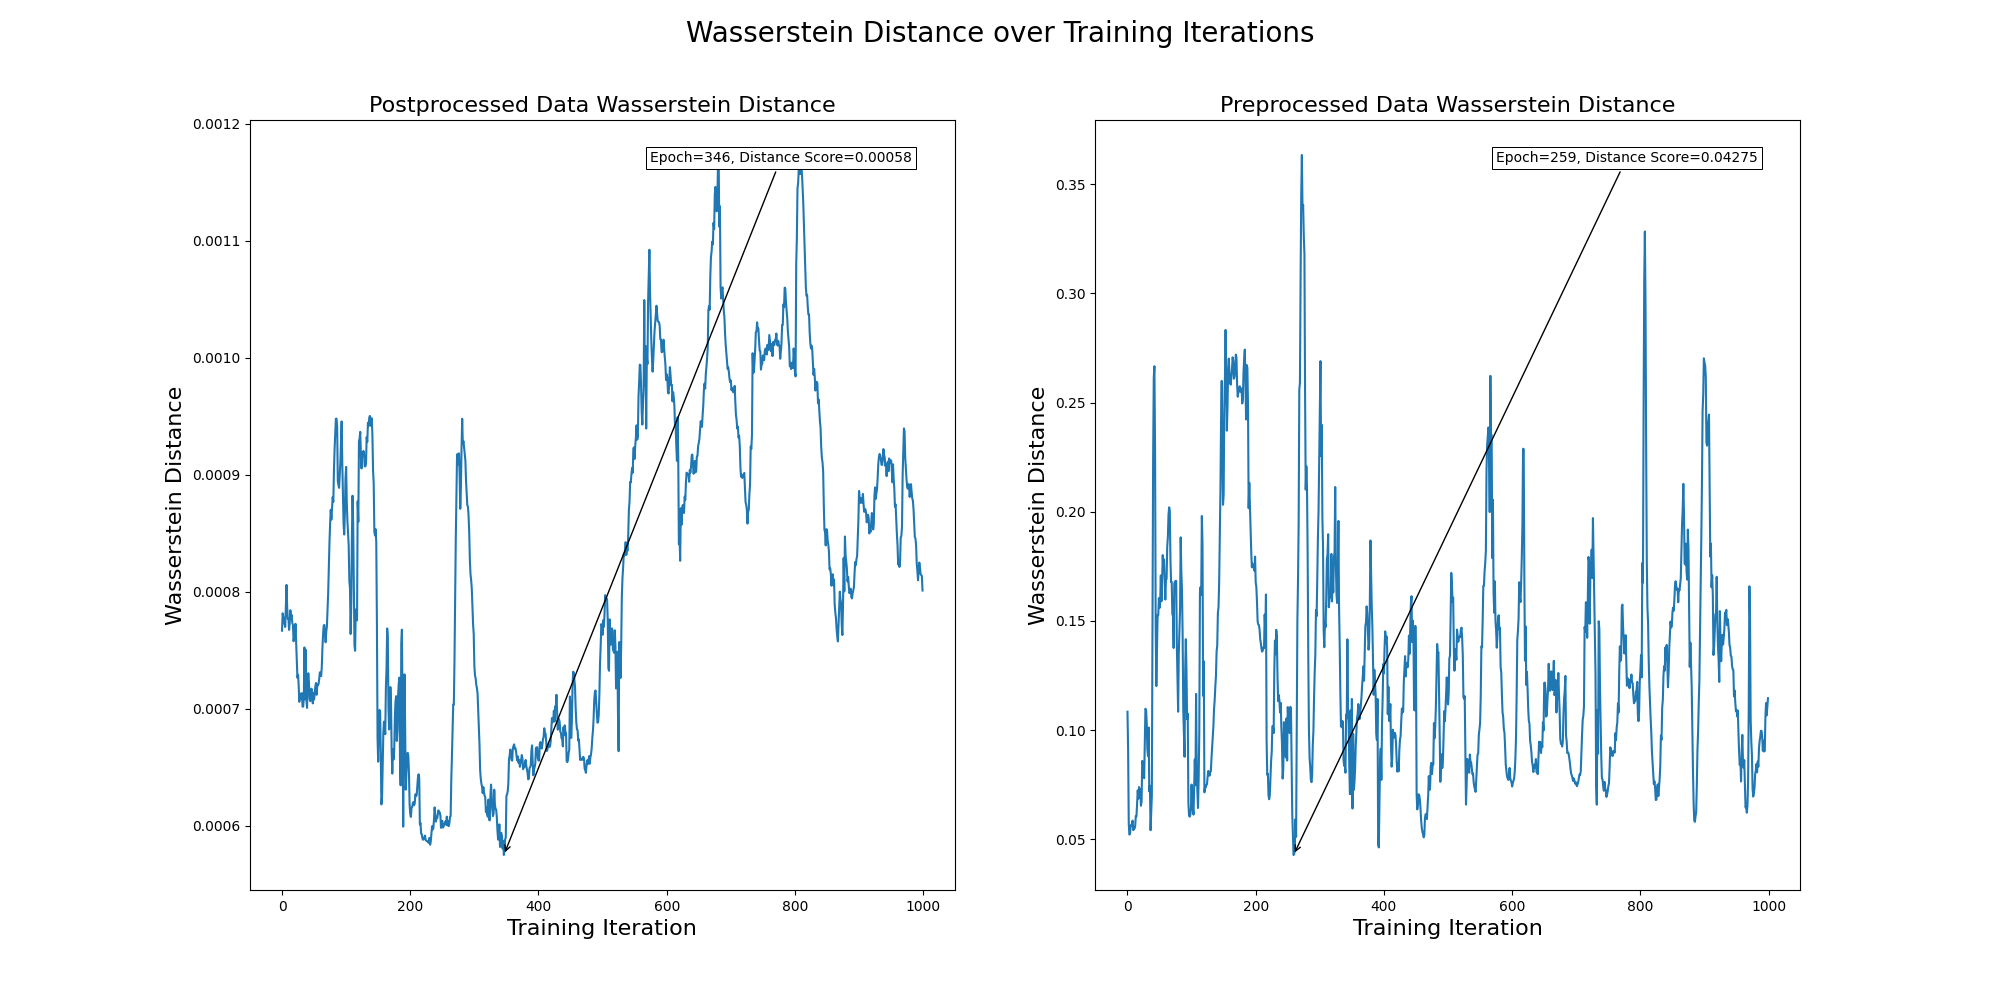 Wasserstein Distance over Training Iterations
Postprocessed Data Wasserstein Distance
0.0012
0.0011
0.0010
0.0009
0.0008
0.0007
0.0006
Wasserstein Distance
Epoch=346, Distance Score=0.00058
0 200 400 600 800 1000
Training Iteration
Preprocessed Data Wasserstein Distance
0.35
0.30
0.25
0.20
0.15
0.10
0.05
Wasserstein Distance
Epoch=259, Distance Score=0.04275
0 200 400 600 800 1000
Training Iteration